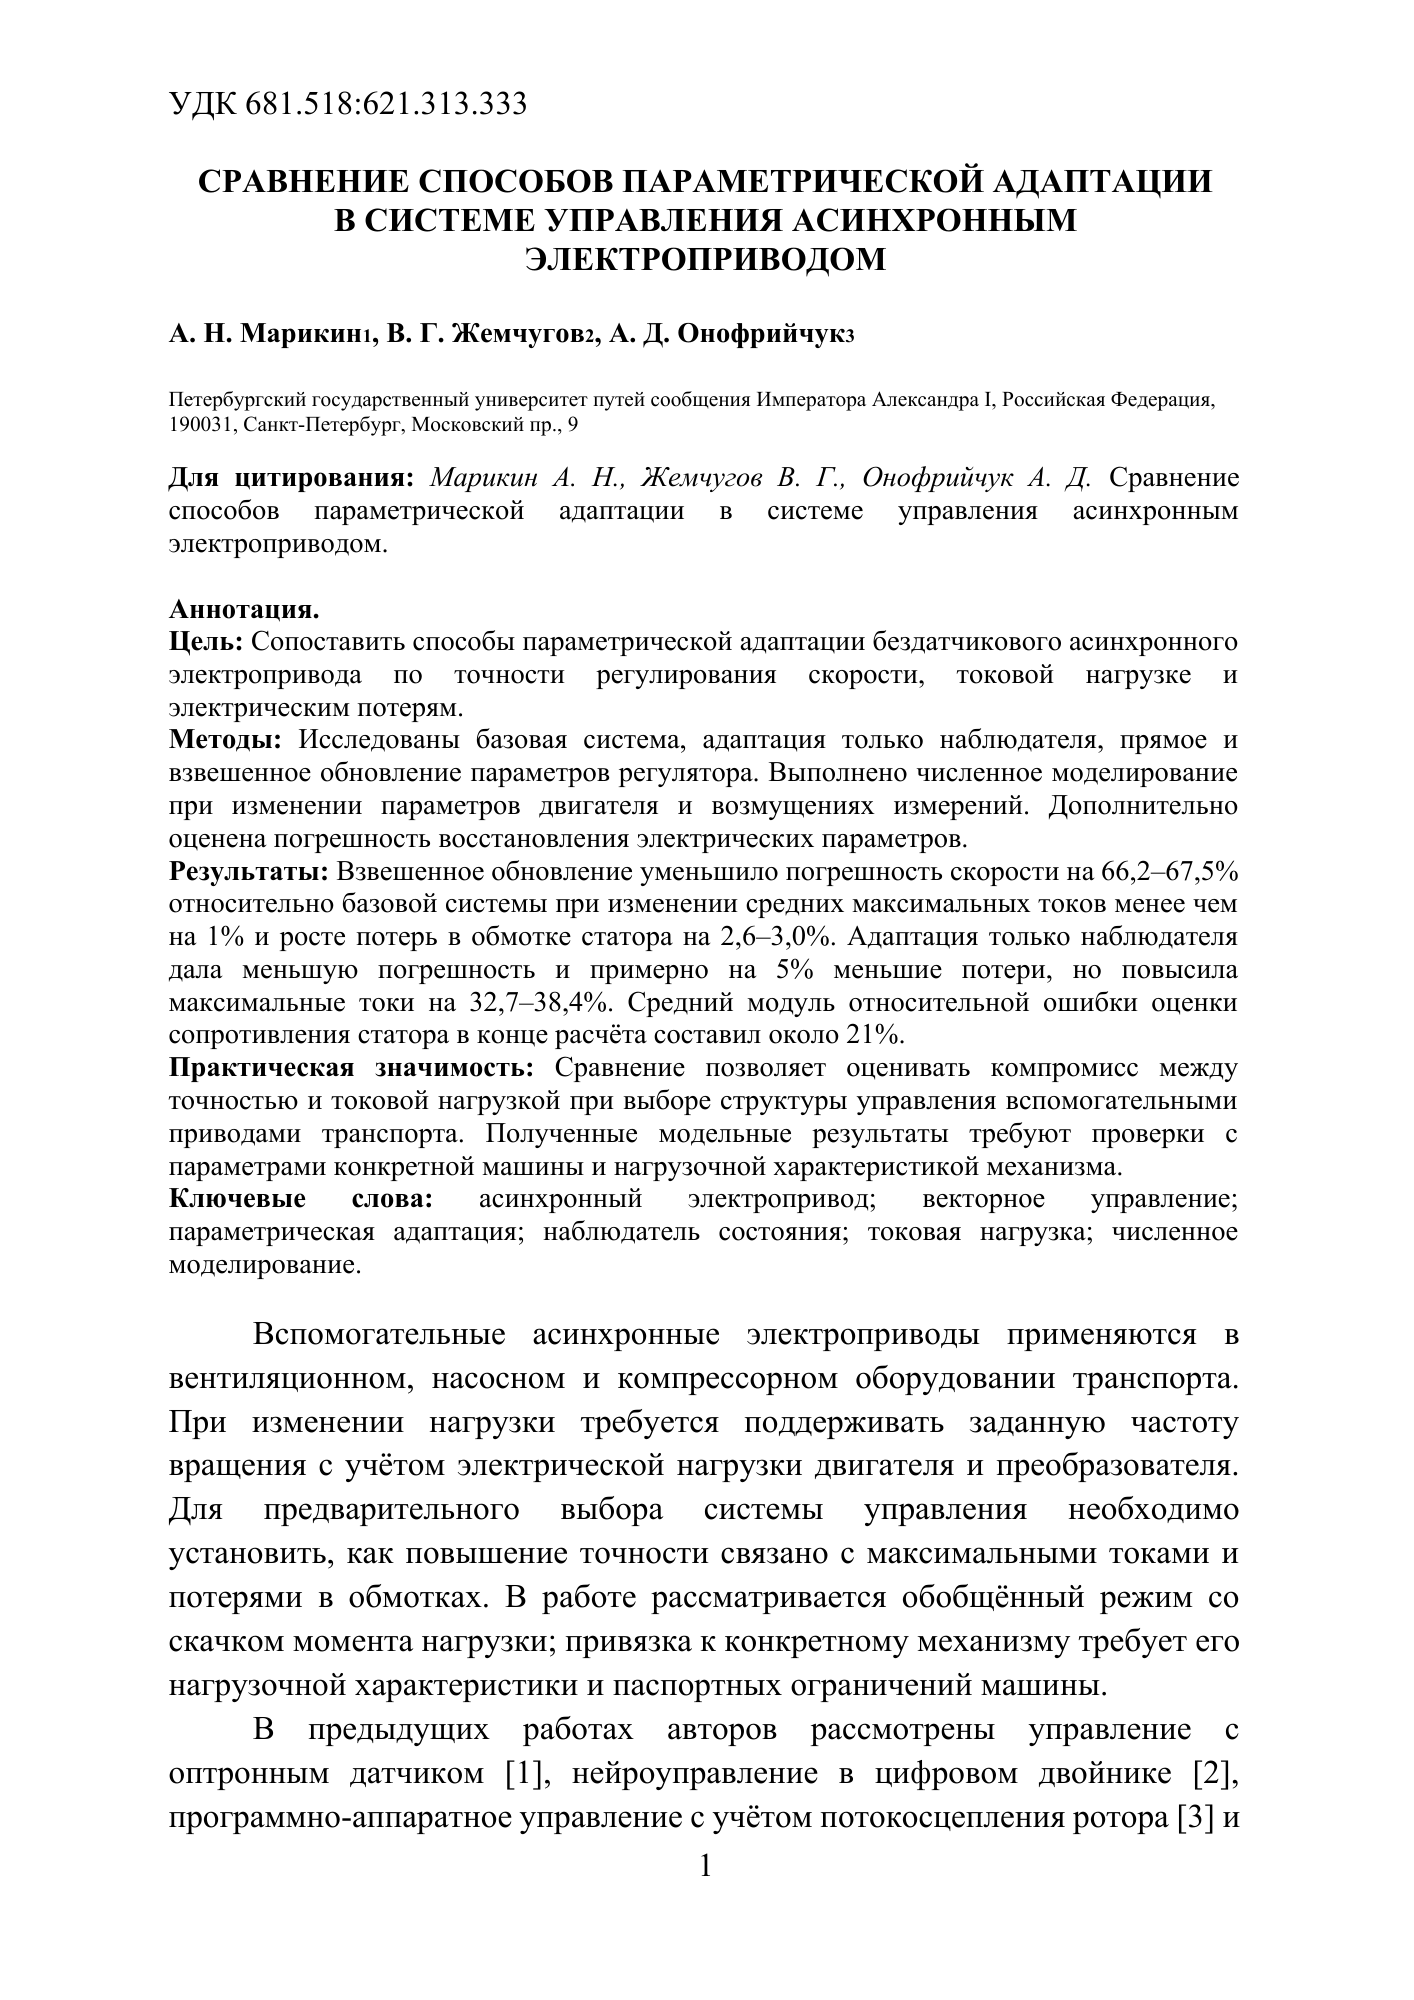 УДК 681.518:621.313.333
СРАВНЕНИЕ СПОСОБОВ ПАРАМЕТРИЧЕСКОЙ АДАПТАЦИИ
В СИСТЕМЕ УПРАВЛЕНИЯ АСИНХРОННЫМ
ЭЛЕКТРОПРИВОДОМ
А. Н. Марикин1, В. Г. Жемчугов2, А. Д. Онофрийчук3
Петербургский государственный университет путей сообщения Императора Александра I, Российская Федерация,
190031, Санкт-Петербург, Московский пр., 9
Для цитирования: Марикин А. Н., Жемчугов В. Г., Онофрийчук А. Д. Сравнение
способов параметрической адаптации в системе управления асинхронным
электроприводом.
Аннотация.
Цель: Сопоставить способы параметрической адаптации бездатчикового асинхронного
электропривода по точности регулирования скорости, токовой нагрузке и
электрическим потерям.
Методы: Исследованы базовая система, адаптация только наблюдателя, прямое и
взвешенное обновление параметров регулятора. Выполнено численное моделирование
при изменении параметров двигателя и возмущениях измерений. Дополнительно
оценена погрешность восстановления электрических параметров.
Результаты: Взвешенное обновление уменьшило погрешность скорости на 66,2–67,5%
относительно базовой системы при изменении средних максимальных токов менее чем
на 1% и росте потерь в обмотке статора на 2,6–3,0%. Адаптация только наблюдателя
дала меньшую погрешность и примерно на 5% меньшие потери, но повысила
максимальные токи на 32,7–38,4%. Средний модуль относительной ошибки оценки
сопротивления статора в конце расчёта составил около 21%.
Практическая значимость: Сравнение позволяет оценивать компромисс между
точностью и токовой нагрузкой при выборе структуры управления вспомогательными
приводами транспорта. Полученные модельные результаты требуют проверки с
параметрами конкретной машины и нагрузочной характеристикой механизма.
Ключевые слова: асинхронный электропривод; векторное управление;
параметрическая адаптация; наблюдатель состояния; токовая нагрузка; численное
моделирование.
Вспомогательные асинхронные электроприводы применяются в
вентиляционном, насосном и компрессорном оборудовании транспорта.
При изменении нагрузки требуется поддерживать заданную частоту
вращения с учётом электрической нагрузки двигателя и преобразователя.
Для предварительного выбора системы управления необходимо
установить, как повышение точности связано с максимальными токами и
потерями в обмотках. В работе рассматривается обобщённый режим со
скачком момента нагрузки; привязка к конкретному механизму требует его
нагрузочной характеристики и паспортных ограничений машины.
В предыдущих работах авторов рассмотрены управление с
оптронным датчиком [1], нейроуправление в цифровом двойнике [2],
программно-аппаратное управление с учётом потокосцепления ротора [3] и
1